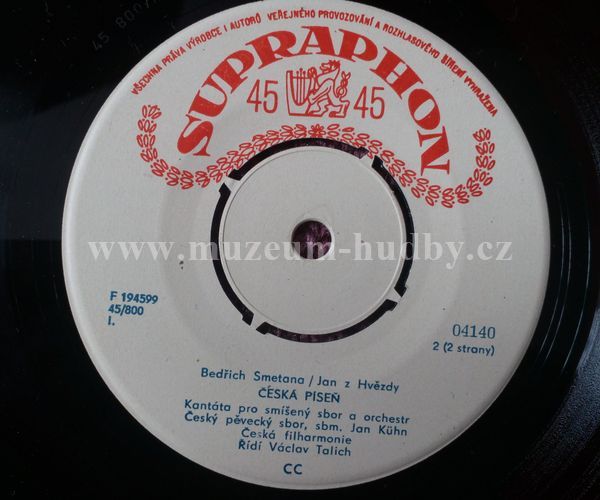 VŠECHNA PRÁVA VÝROBCE I AUTORŮ VEŘEJNÉHO PROVOZOVÁNÍ A ROZHLASOVÉHO ŠÍŘENÍ VYHRAŽENA
SUPRAPHON
45 45
www.muzeum-hudby.cz
F 194599
45/800
I.
04140
2 (2 strany)
Bedřich Smetana / Jan z Hvězdy
ČESKÁ PÍSEŇ
Kantáta pro smíšený sbor a orchestr
Český pěvecký sbor, sbm. Jan Kühn
Česká filharmonie
Řídí Václav Talich
CC